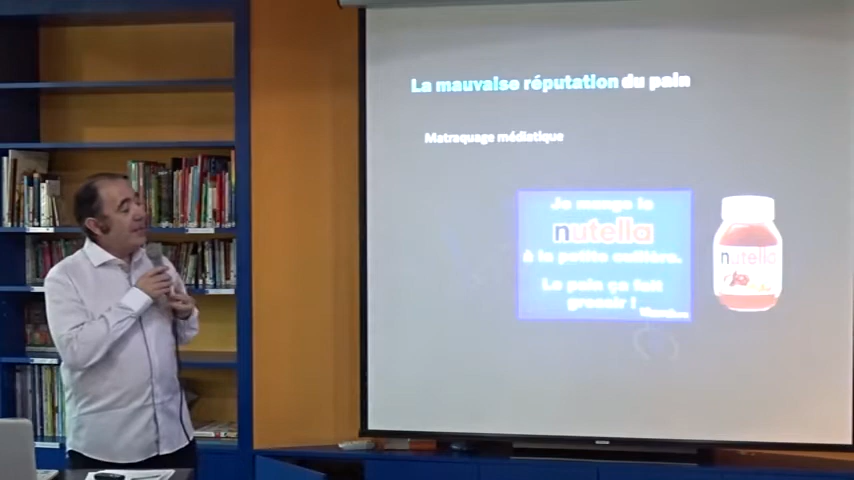 La mauvaise réputation du pain
Matraquage médiatique
Je mange le
nutella
à la petite cuillère.
Le pain ça fait
grossir !
nutella